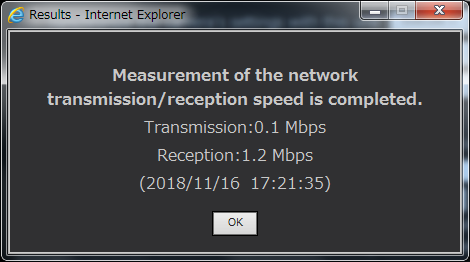 Results - Internet Explorer
Measurement of the network
transmission/reception speed is completed.
Transmission:0.1 Mbps
Reception:1.2 Mbps
(2018/11/16 17:21:35)
OK